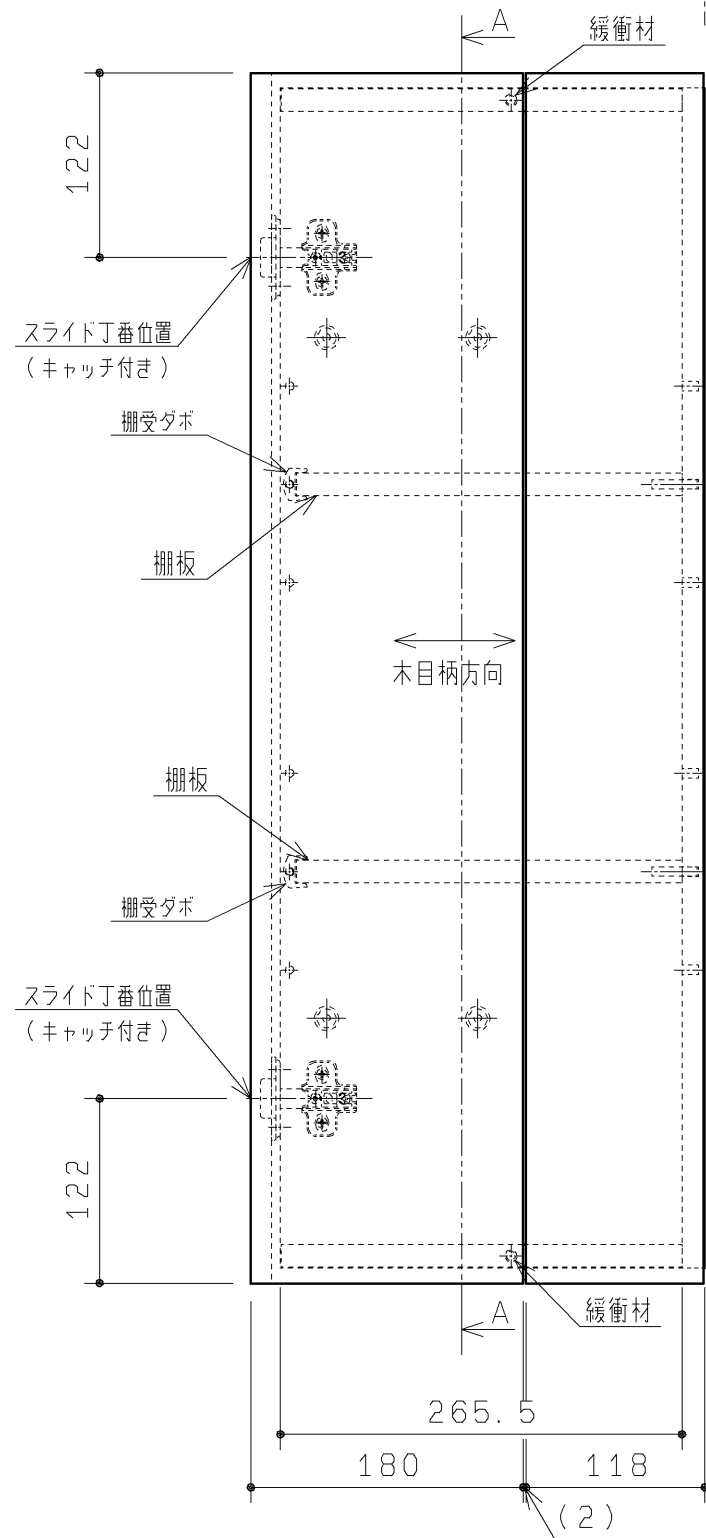 A
緩衝材
122
スライド丁番位置
（キャッチ付き）
棚受ダボ
棚板
木目柄方向
棚板
棚受ダボ
スライド丁番位置
（キャッチ付き）
122
A
緩衝材
265.5
180
118
(2)